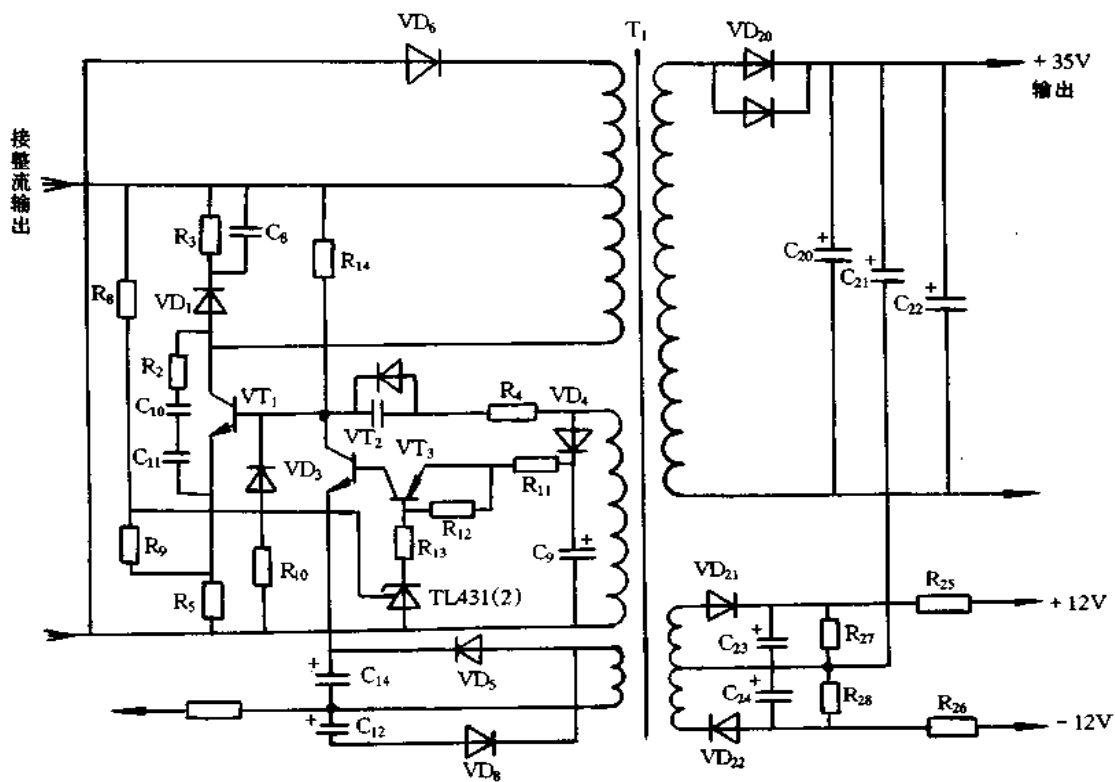 VD₆
T₁
VD₂₀
+35V
输出
接整流输出
R₃
C₈
R₁₄
R₈
VD₁
C₂₀
C₂₁
C₂₂
R₂
C₁₀
VT₁
R₄
VD₄
VT₂
VT₃
C₁₁
VD₃
R₁₁
R₁₂
R₉
R₁₃
C₉
R₁₀
R₅
TL431(2)
VD₂₁
R₂₅
+12V
C₂₃
R₂₇
VD₅
C₁₄
C₂₄
R₂₈
R₂₆
-12V
C₁₂
VD₈
VD₂₂